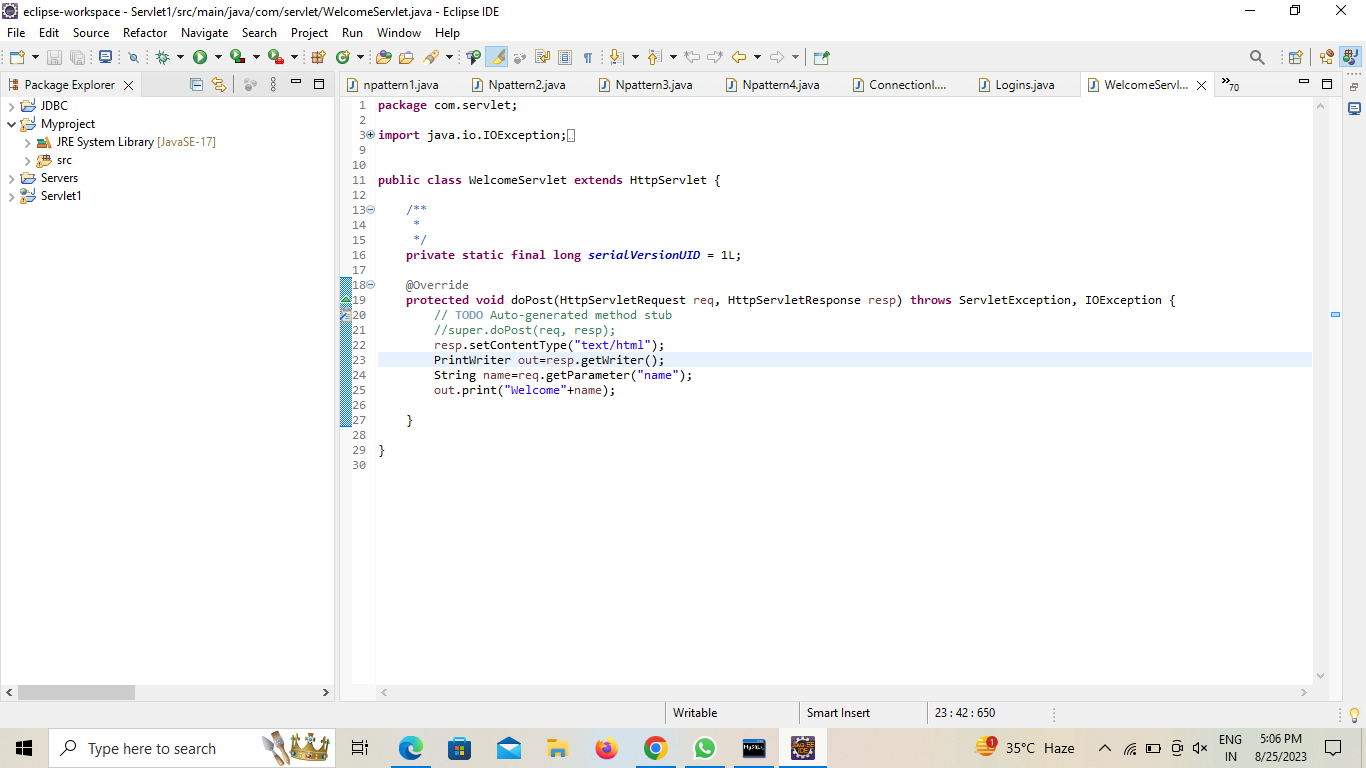 eclipse-workspace - Servlet1/src/main/java/com/servlet/WelcomeServlet.java - Eclipse IDE
File Edit Source Refactor Navigate Search Project Run Window Help
Package Explorer
npattern1.java Npattern2.java Npattern3.java Npattern4.java ConnectionI.... Logins.java WelcomeServl... »70
JDBC
Myproject
JRE System Library [JavaSE-17]
src
Servers
Servlet1
1 package com.servlet;
2
3 import java.io.IOException;
9
10
11 public class WelcomeServlet extends HttpServlet {
12
13 /**
14 *
15 */
16 private static final long serialVersionUID = 1L;
17
18 @Override
19 protected void doPost(HttpServletRequest req, HttpServletResponse resp) throws ServletException, IOException {
20 // TODO Auto-generated method stub
21 //super.doPost(req, resp);
22 resp.setContentType("text/html");
23 PrintWriter out=resp.getWriter();
24 String name=req.getParameter("name");
25 out.print("Welcome"+name);
26
27 }
28
29 }
30
Writable Smart Insert 23 : 42 : 650
Type here to search
MySQL
EE
IDE
1
35°C Haze
ENG
IN
5:06 PM
8/25/2023